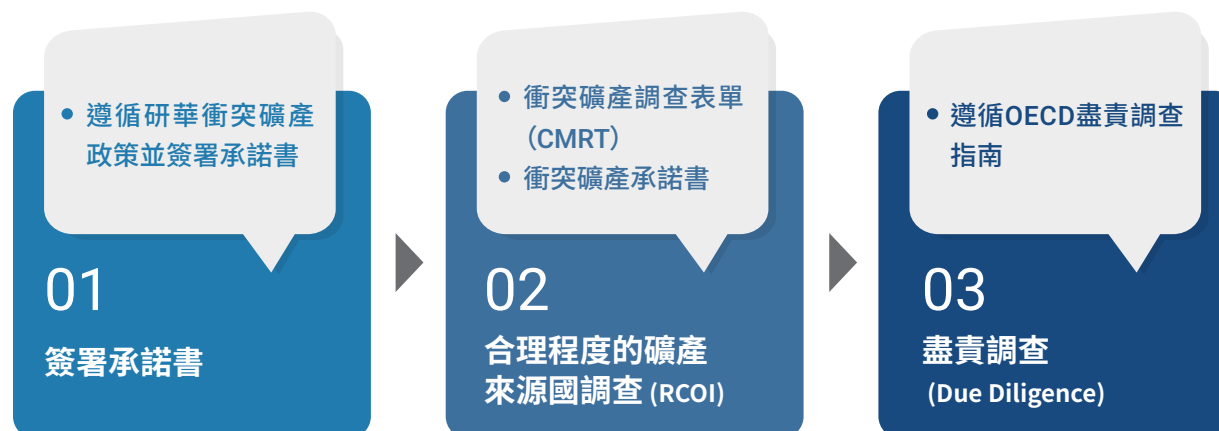 • 遵循研華衝突礦產
政策並簽署承諾書
01
簽署承諾書
• 衝突礦產調查表單
（CMRT）
• 衝突礦產承諾書
02
合理程度的礦產
來源國調查 (RCOI)
• 遵循OECD盡責調查
指南
03
盡責調查
(Due Diligence)